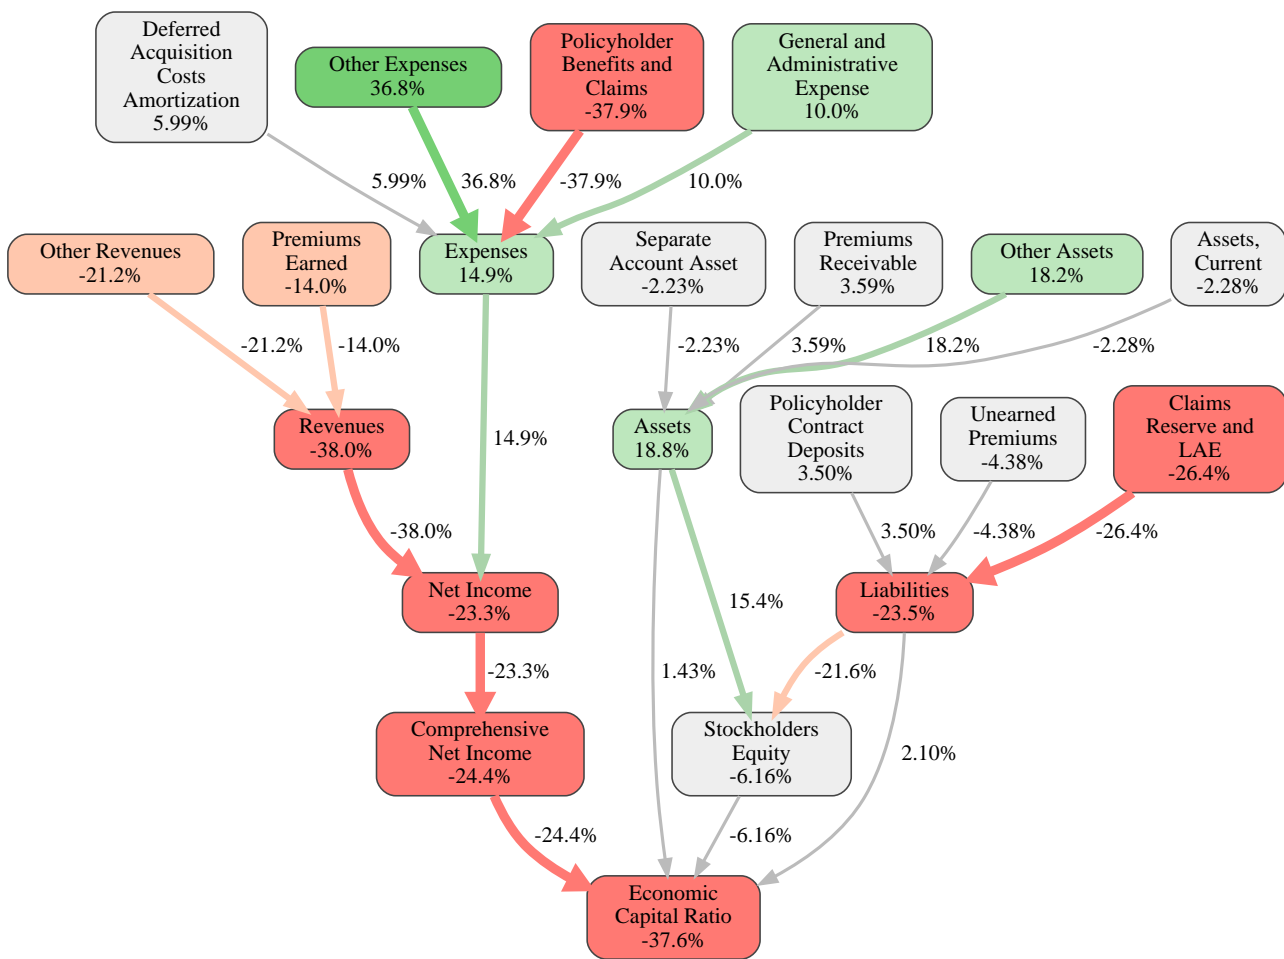 Deferred
Acquisition
Costs
Amortization
5.99%
Other Expenses
36.8%
Policyholder
Benefits and
Claims
-37.9%
General and
Administrative
Expense
10.0%
5.99%
36.8%
-37.9%
10.0%
Other Revenues
-21.2%
Premiums
Earned
-14.0%
Expenses
14.9%
Separate
Account Asset
-2.23%
Premiums
Receivable
3.59%
Other Assets
18.2%
Assets,
Current
-2.28%
-21.2%
-14.0%
-2.23%
3.59%
18.2%
-2.28%
Revenues
-38.0%
14.9%
Assets
18.8%
Policyholder
Contract
Deposits
3.50%
Unearned
Premiums
-4.38%
Claims
Reserve and
LAE
-26.4%
-38.0%
3.50%
-4.38%
-26.4%
Net Income
-23.3%
15.4%
Liabilities
-23.5%
-23.3%
1.43%
-21.6%
Comprehensive
Net Income
-24.4%
Stockholders
Equity
-6.16%
2.10%
-24.4%
-6.16%
Economic
Capital Ratio
-37.6%